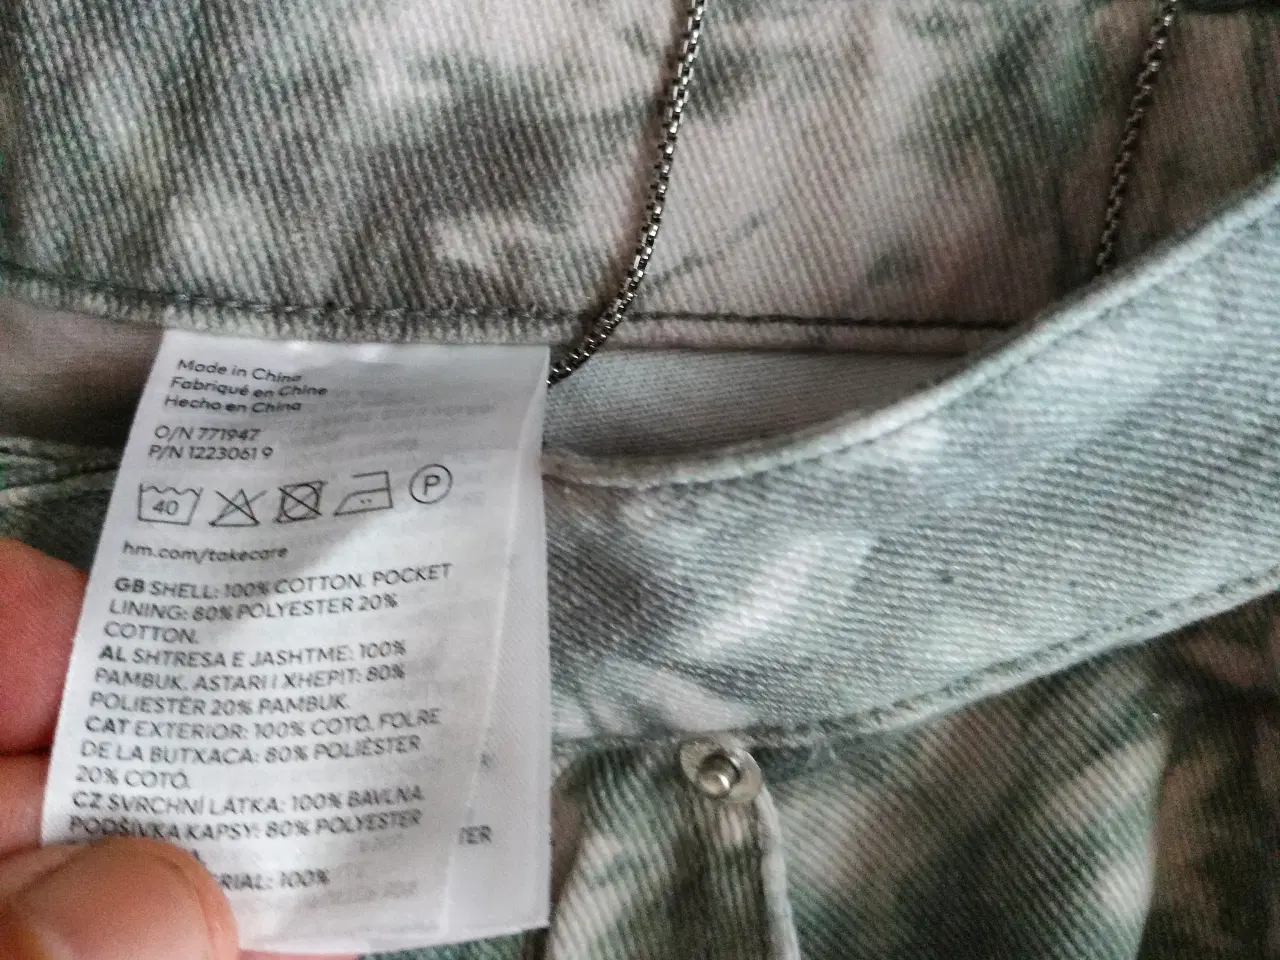 Made in China
Fabriqué en Chine
Hecho en China
O/N 771947
P/N 12230619
40 P
hm.com/takecare
GB SHELL: 100% COTTON. POCKET
LINING: 80% POLYESTER 20%
COTTON.
AL SHTRESA E JASHTME: 100%
PAMBUK. ASTARI I XHEPIT: 80%
POLIESTËR 20% PAMBUK.
CAT EXTERIOR: 100% COTÓ. FOLRE
DE LA BUTXACA: 80% POLIÈSTER
20% COTÓ.
CZ SVRCHNÍ LÁTKA: 100% BAVLNA
PODŠÍVKA KAPSY: 80% POLYESTER
100%